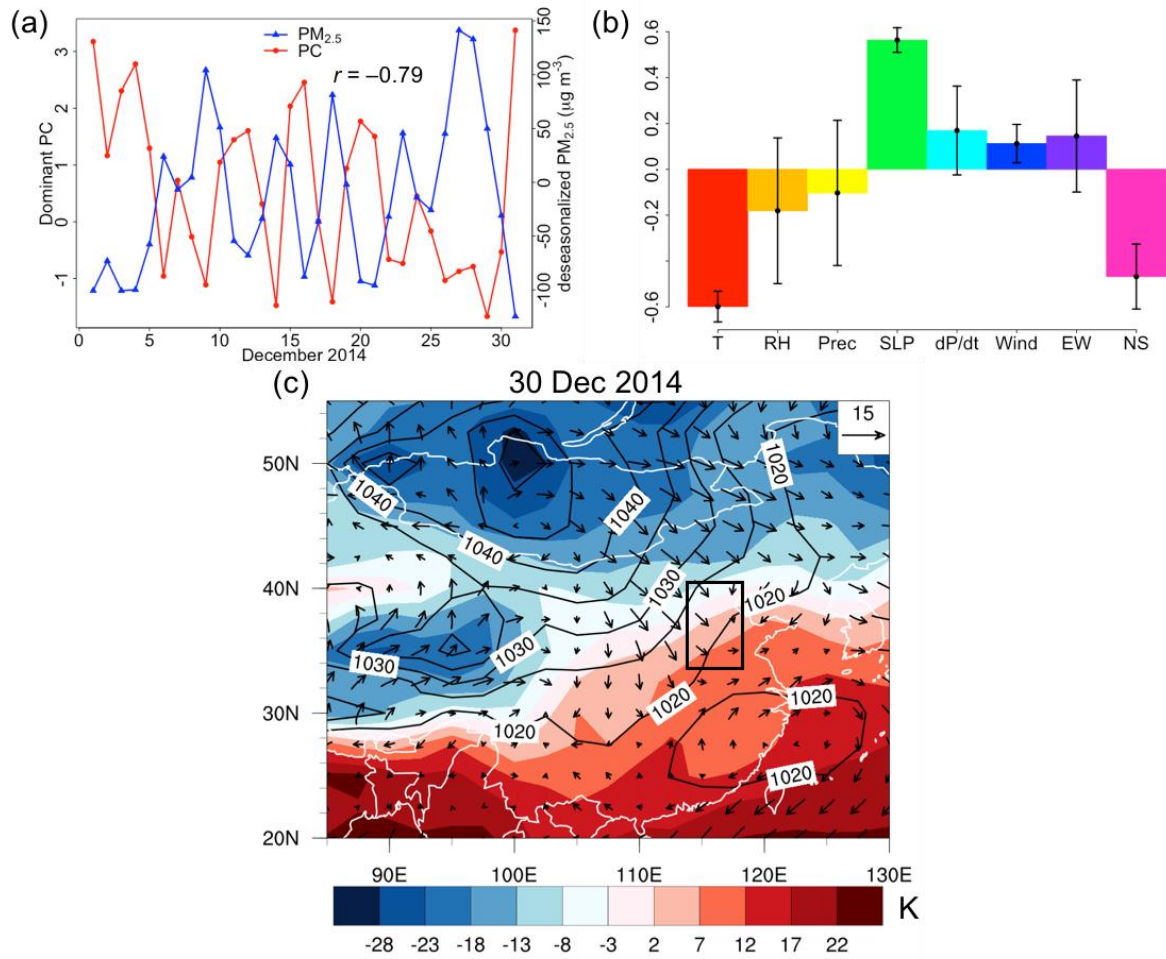 (a)
PM2.5
PC
r = –0.79
Dominant PC
3
2
1
0
-1
150
100
50
0
-50
-100
deseasonalized PM2.5 (μg m-3)
0 5 10 15 20 25 30
December 2014
(b)
0.6
0.4
0.2
0.0
-0.2
-0.6
T RH Prec SLP dP/dt Wind EW NS
(c) 30 Dec 2014
15
50N
40N
30N
20N
1040
1020
1040
1040
1030
1020
1030
1030
1020
1020
1020
1020
90E 100E 110E 120E 130E
K
-28 -23 -18 -13 -8 -3 2 7 12 17 22